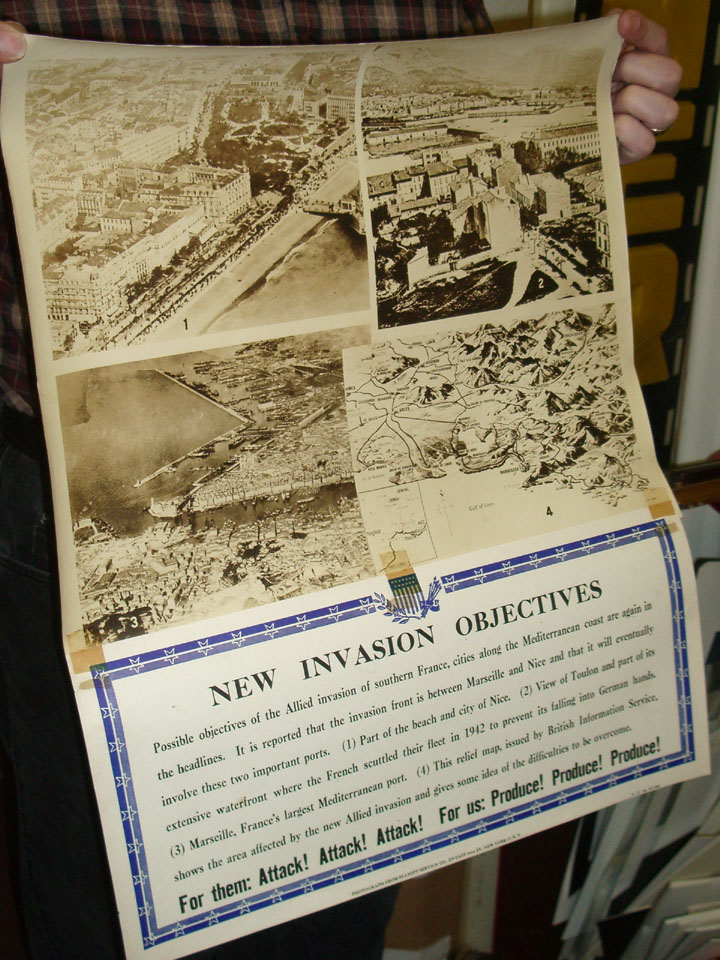 1
2
3
4
ARLES
MARSEILLE
Gulf of Lions
NEW INVASION OBJECTIVES
Possible objectives of the Allied invasion of southern France, cities along the Mediterranean coast are again in
the headlines. It is reported that the invasion front is between Marseille and Nice and that it will eventually
involve these two important ports. (1) Part of the beach and city of Nice. (2) View of Toulon and part of its
extensive waterfront where the French scuttled their fleet in 1942 to prevent its falling into German hands.
(3) Marseille, France's largest Mediterranean port. (4) This relief map, issued by British Information Service,
shows the area affected by the new Allied invasion and gives some idea of the difficulties to be overcome.
For them: Attack! Attack! Attack! For us: Produce! Produce! Produce!